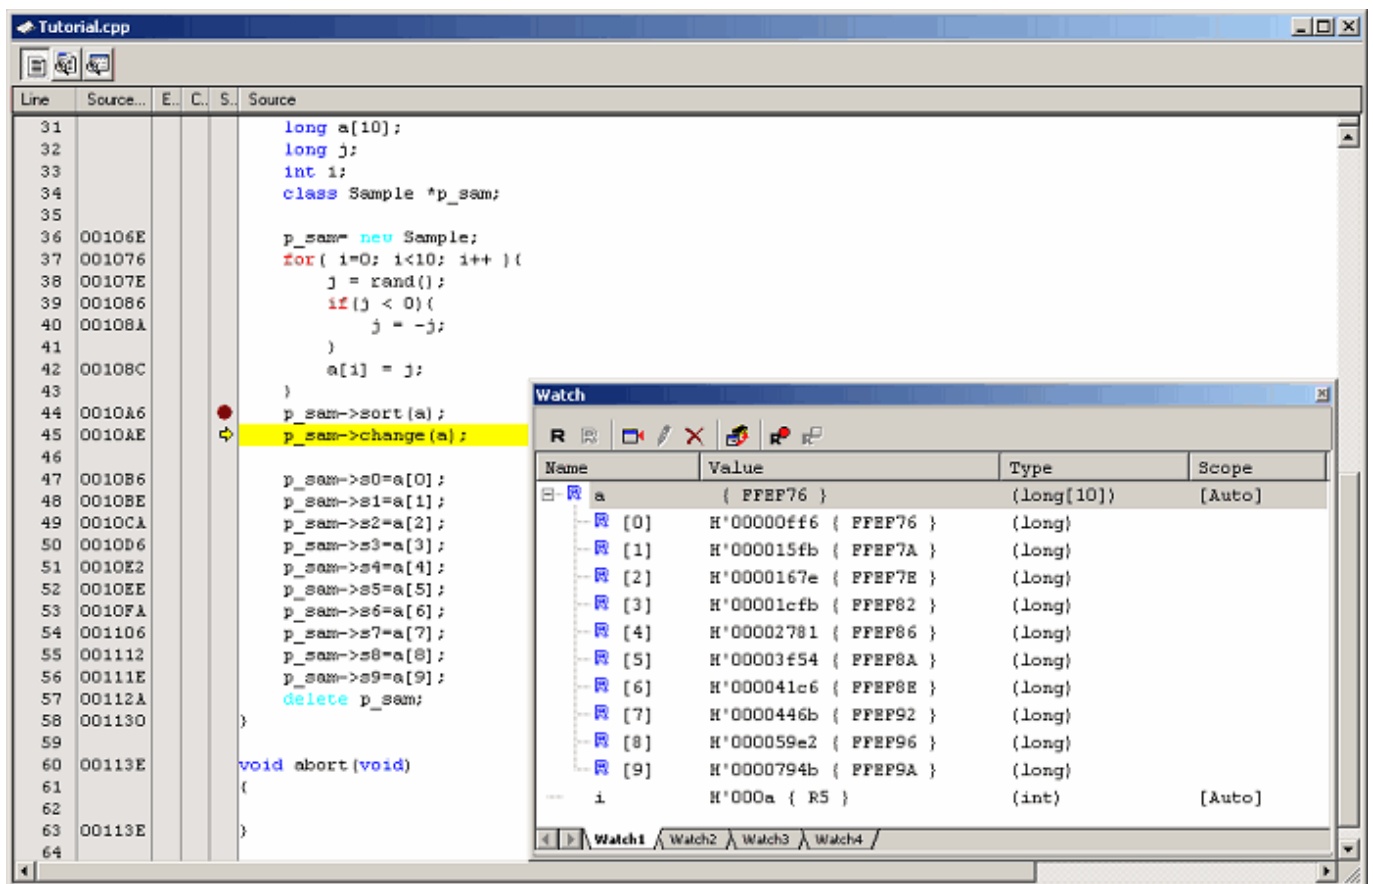 Tutorial.cpp
Line Source... E.. C.. S.. Source
31 long a[10];
32 long j;
33 int i;
34 class Sample *p_sam;
35
36 00106E p_sam= new Sample;
37 001076 for( i=0; i<10; i++ ){
38 00107E j = rand();
39 001086 if(j < 0){
40 00108A j = -j;
41 }
42 00108C a[i] = j;
43 }
44 0010A6 p_sam->sort(a);
45 0010AE p_sam->change(a);
46
47 0010B6 p_sam->s0=a[0];
48 0010BE p_sam->s1=a[1];
49 0010CA p_sam->s2=a[2];
50 0010D6 p_sam->s3=a[3];
51 0010E2 p_sam->s4=a[4];
52 0010EE p_sam->s5=a[5];
53 0010FA p_sam->s6=a[6];
54 001106 p_sam->s7=a[7];
55 001112 p_sam->s8=a[8];
56 00111E p_sam->s9=a[9];
57 00112A delete p_sam;
58 001130 }
59
60 00113E void abort(void)
61 {
62
63 00113E }
64
Watch
R R R R
Name Value Type Scope
R a { FFEF76 } (long[10]) [Auto]
R [0] H'00000ff6 { FFEF76 } (long)
R [1] H'000015fb { FFEF7A } (long)
R [2] H'0000167e { FFEF7E } (long)
R [3] H'00001cfb { FFEF82 } (long)
R [4] H'00002781 { FFEF86 } (long)
R [5] H'00003f54 { FFEF8A } (long)
R [6] H'000041c6 { FFEF8E } (long)
R [7] H'0000446b { FFEF92 } (long)
R [8] H'000059e2 { FFEF96 } (long)
R [9] H'0000794b { FFEF9A } (long)
i H'000a { R5 } (int) [Auto]
Watch1 Watch2 Watch3 Watch4